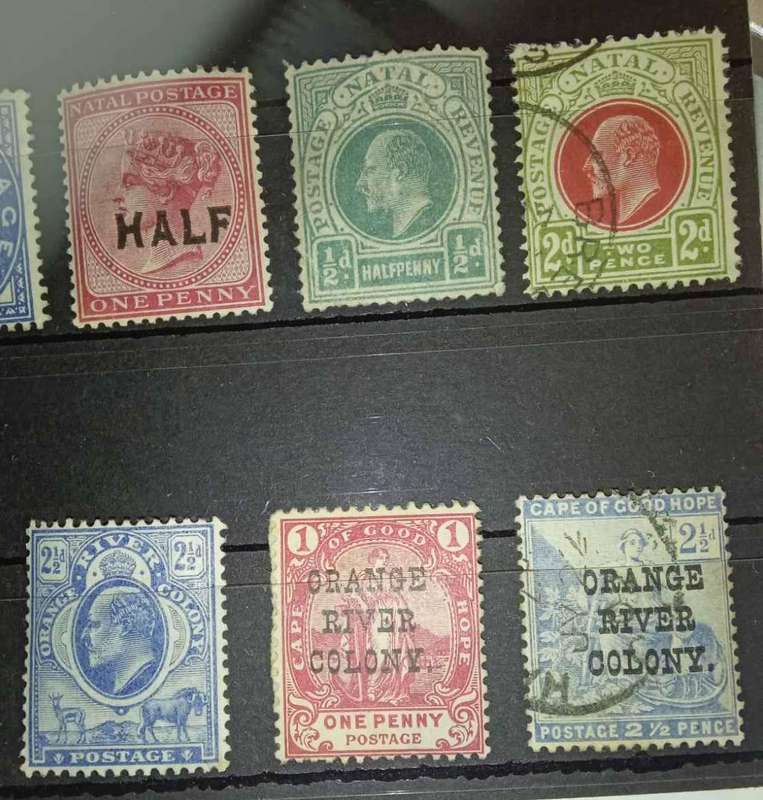 AGE
NATAL POSTAGE
HALF
ONE PENNY
NATAL
POSTAGE REVENUE
½d. HALFPENNY ½d.
NATAL
POSTAGE REVENUE
2d. TWO PENCE 2d.
2½d RIVER 2½d
ORANGE COLONY
POSTAGE
1 OF GOOD 1
CAPE HOPE
ORANGE
RIVER
COLONY.
ONE PENNY
POSTAGE
CAPE OF GOOD HOPE
2½d
ORANGE
RIVER
COLONY.
POSTAGE 2½ PENCE